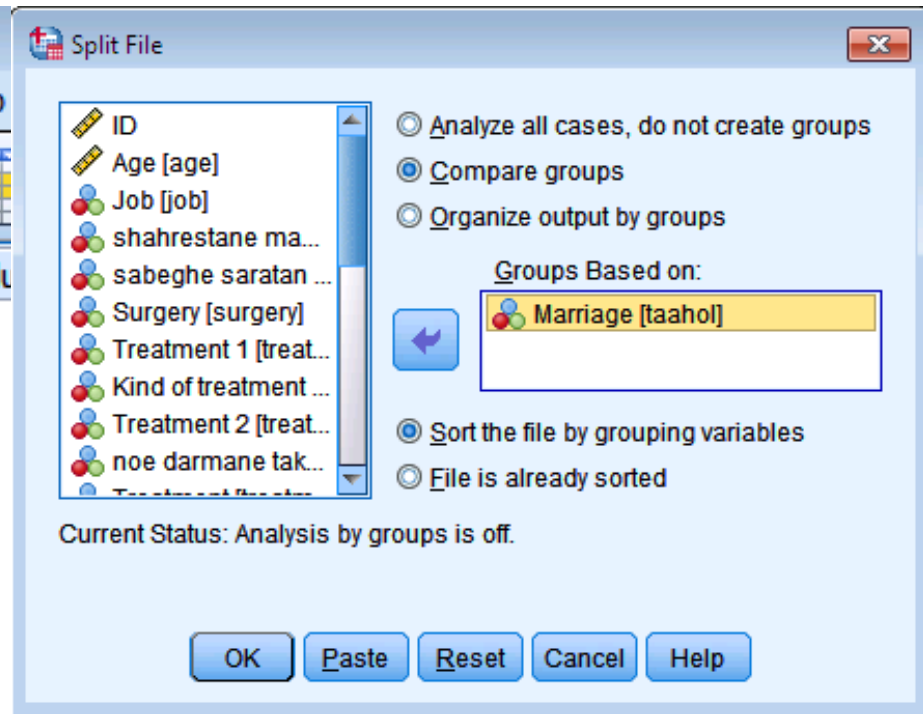 Split File
ID
Age [age]
Job [job]
shahrestane ma...
sabeghe saratan ...
Surgery [surgery]
Treatment 1 [treat...
Kind of treatment ...
Treatment 2 [treat...
noe darmane tak...
Analyze all cases, do not create groups
Compare groups
Organize output by groups
Groups Based on:
Marriage [taahol]
Sort the file by grouping variables
File is already sorted
Current Status: Analysis by groups is off.
OK Paste Reset Cancel Help